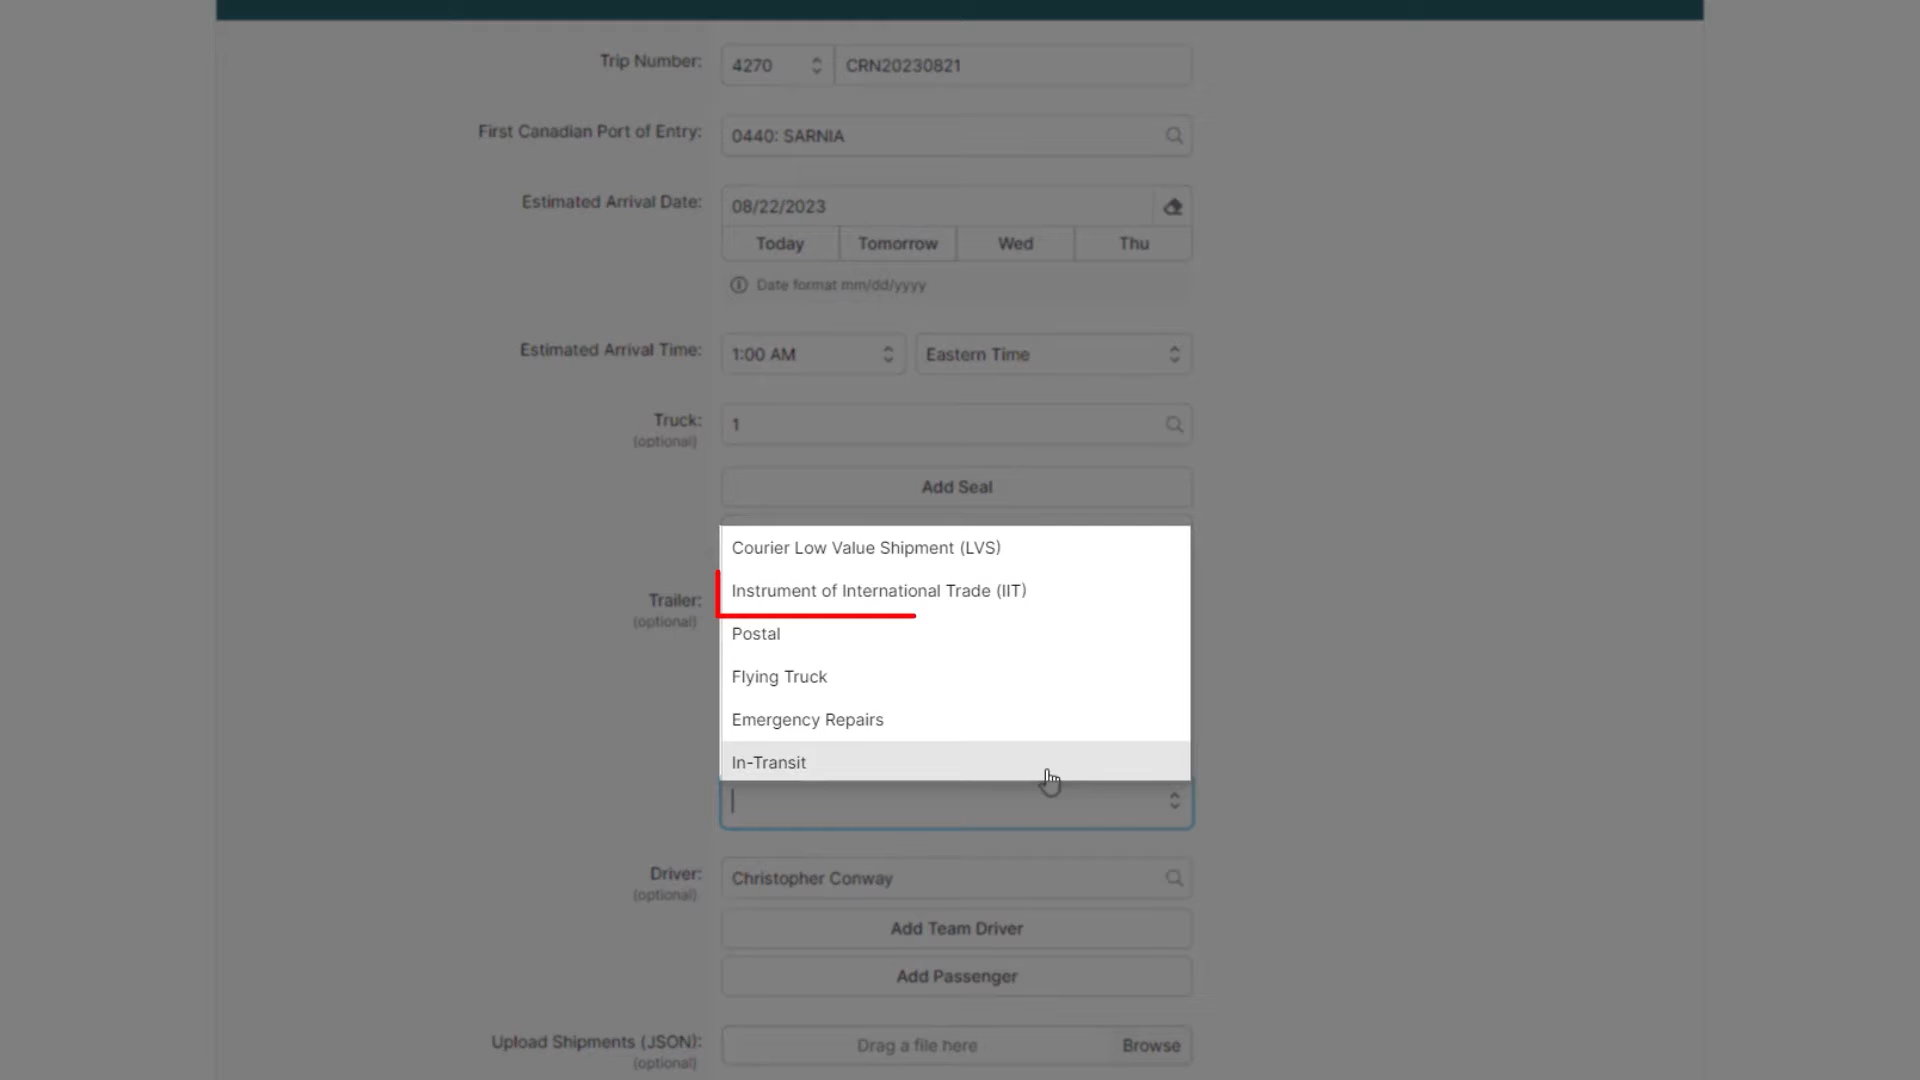 Trip Number:
4270
CRN20230821
First Canadian Port of Entry:
0440: SARNIA
Estimated Arrival Date:
08/22/2023
Today
Tomorrow
Wed
Thu
Date format mm/dd/yyyy
Estimated Arrival Time:
1:00 AM
Eastern Time
Truck:
(optional)
1
Add Seal
Courier Low Value Shipment (LVS)
Instrument of International Trade (IIT)
Trailer:
(optional)
Postal
Flying Truck
Emergency Repairs
In-Transit
Driver:
(optional)
Christopher Conway
Add Team Driver
Add Passenger
Upload Shipments (JSON):
(optional)
Drag a file here
Browse